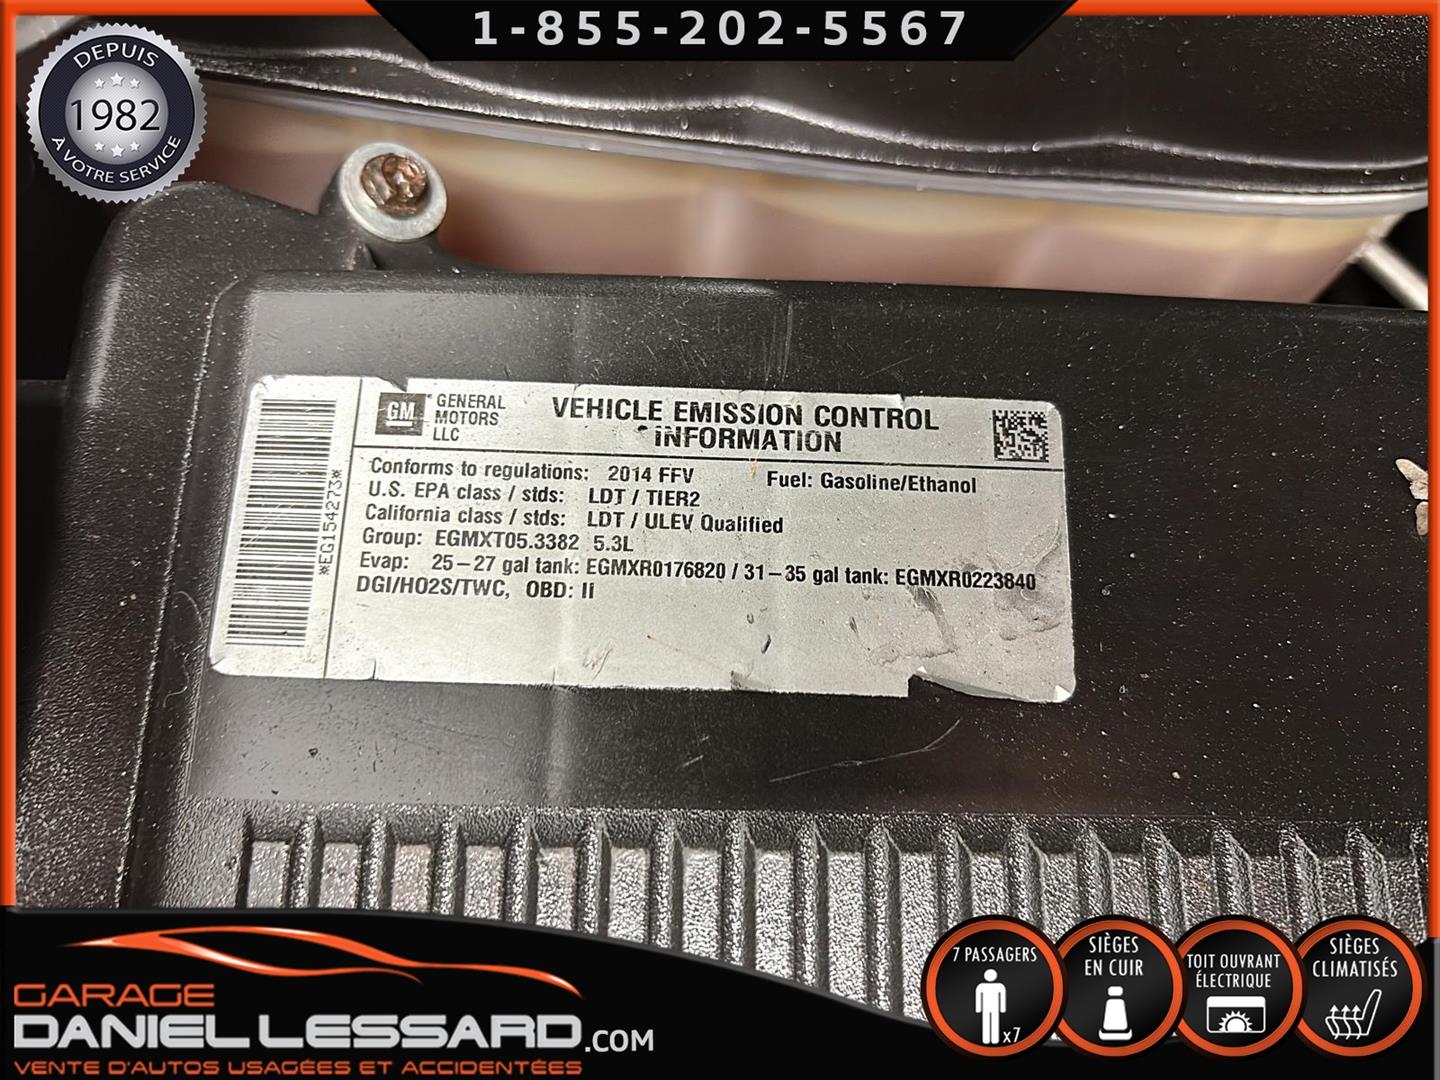 1-855-202-5567
DEPUIS
1982
À VOTRE SERVICE
GM
GENERAL
MOTORS
LLC
VEHICLE EMISSION CONTROL
INFORMATION
Conforms to regulations: 2014 FFV Fuel: Gasoline/Ethanol
U.S. EPA class / stds: LDT / TIER2
California class / stds: LDT / ULEV Qualified
Group: EGMXT05.3382 5.3L
Evap: 25-27 gal tank: EGMXR0176820 / 31-35 gal tank: EGMXR0223840
DGI/HO2S/TWC, OBD: II
*EG154273*
GARAGE
DANIEL LESSARD.COM
VENTE D'AUTOS USAGÉES ET ACCIDENTÉES
7 PASSAGERS
x7
SIÈGES
EN CUIR
TOIT OUVRANT
ÉLECTRIQUE
SIÈGES
CLIMATISÉS